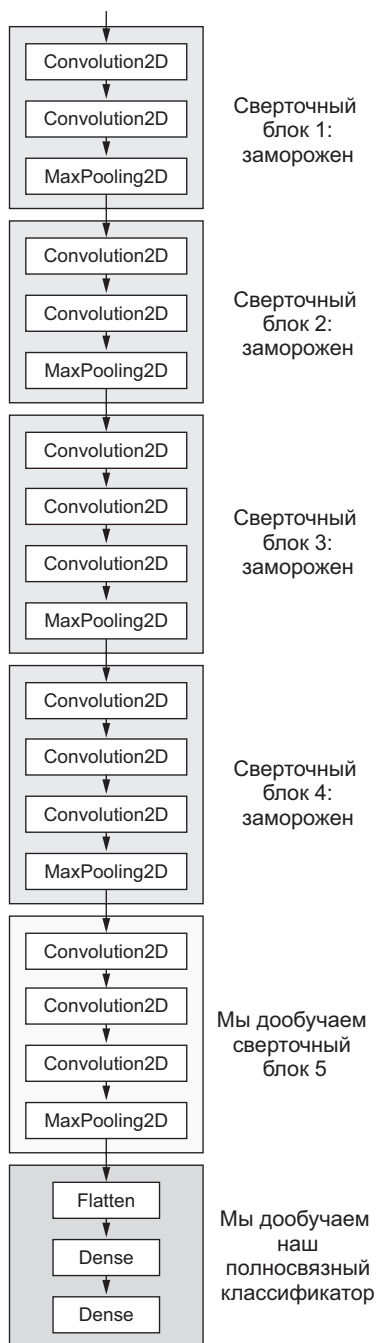 Convolution2D
Convolution2D
MaxPooling2D
Сверточный
блок 1:
заморожен
Convolution2D
Convolution2D
MaxPooling2D
Сверточный
блок 2:
заморожен
Convolution2D
Convolution2D
Convolution2D
MaxPooling2D
Сверточный
блок 3:
заморожен
Convolution2D
Convolution2D
Convolution2D
MaxPooling2D
Сверточный
блок 4:
заморожен
Convolution2D
Convolution2D
Convolution2D
MaxPooling2D
Мы дообучаем
сверточный
блок 5
Flatten
Dense
Dense
Мы дообучаем
наш
полносвязный
классификатор